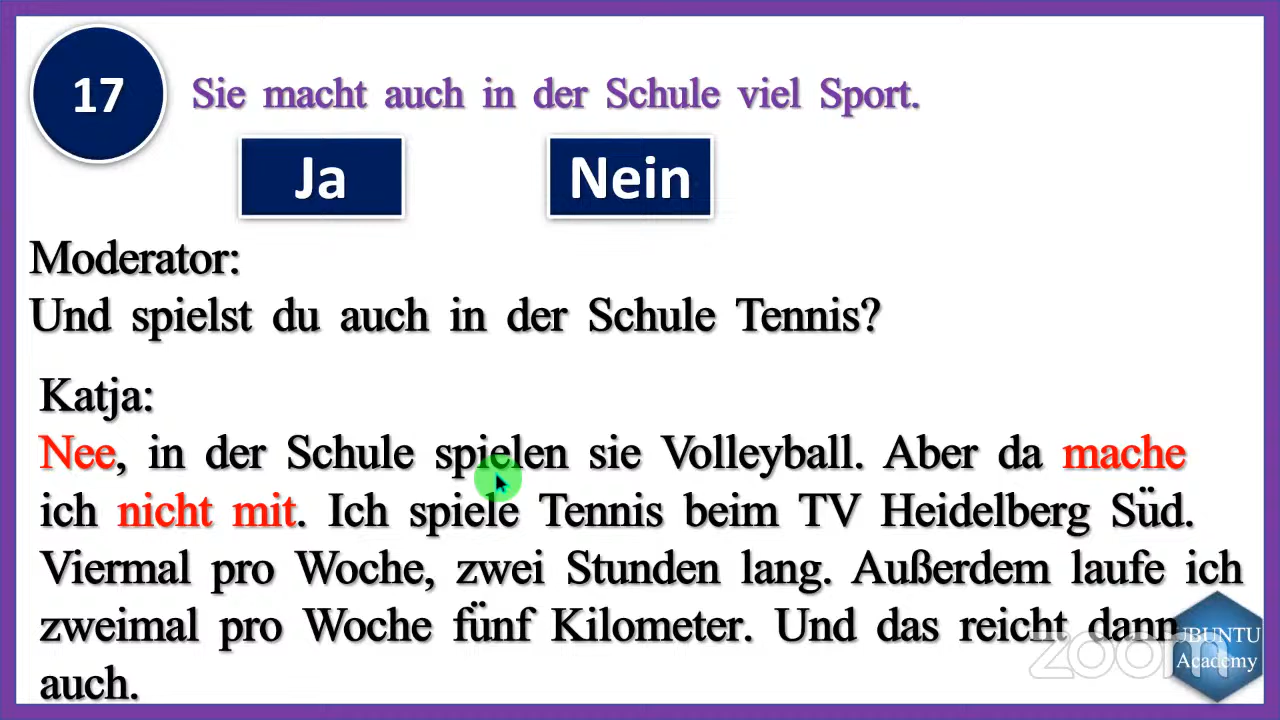 17
Sie macht auch in der Schule viel Sport.
Ja
Nein
Moderator:
Und spielst du auch in der Schule Tennis?
Katja:
Nee, in der Schule spielen sie Volleyball. Aber da mache
ich nicht mit. Ich spiele Tennis beim TV Heidelberg Süd.
Viermal pro Woche, zwei Stunden lang. Außerdem laufe ich
zweimal pro Woche fünf Kilometer. Und das reicht dann
auch.
zoom
UBUNTU
Academy